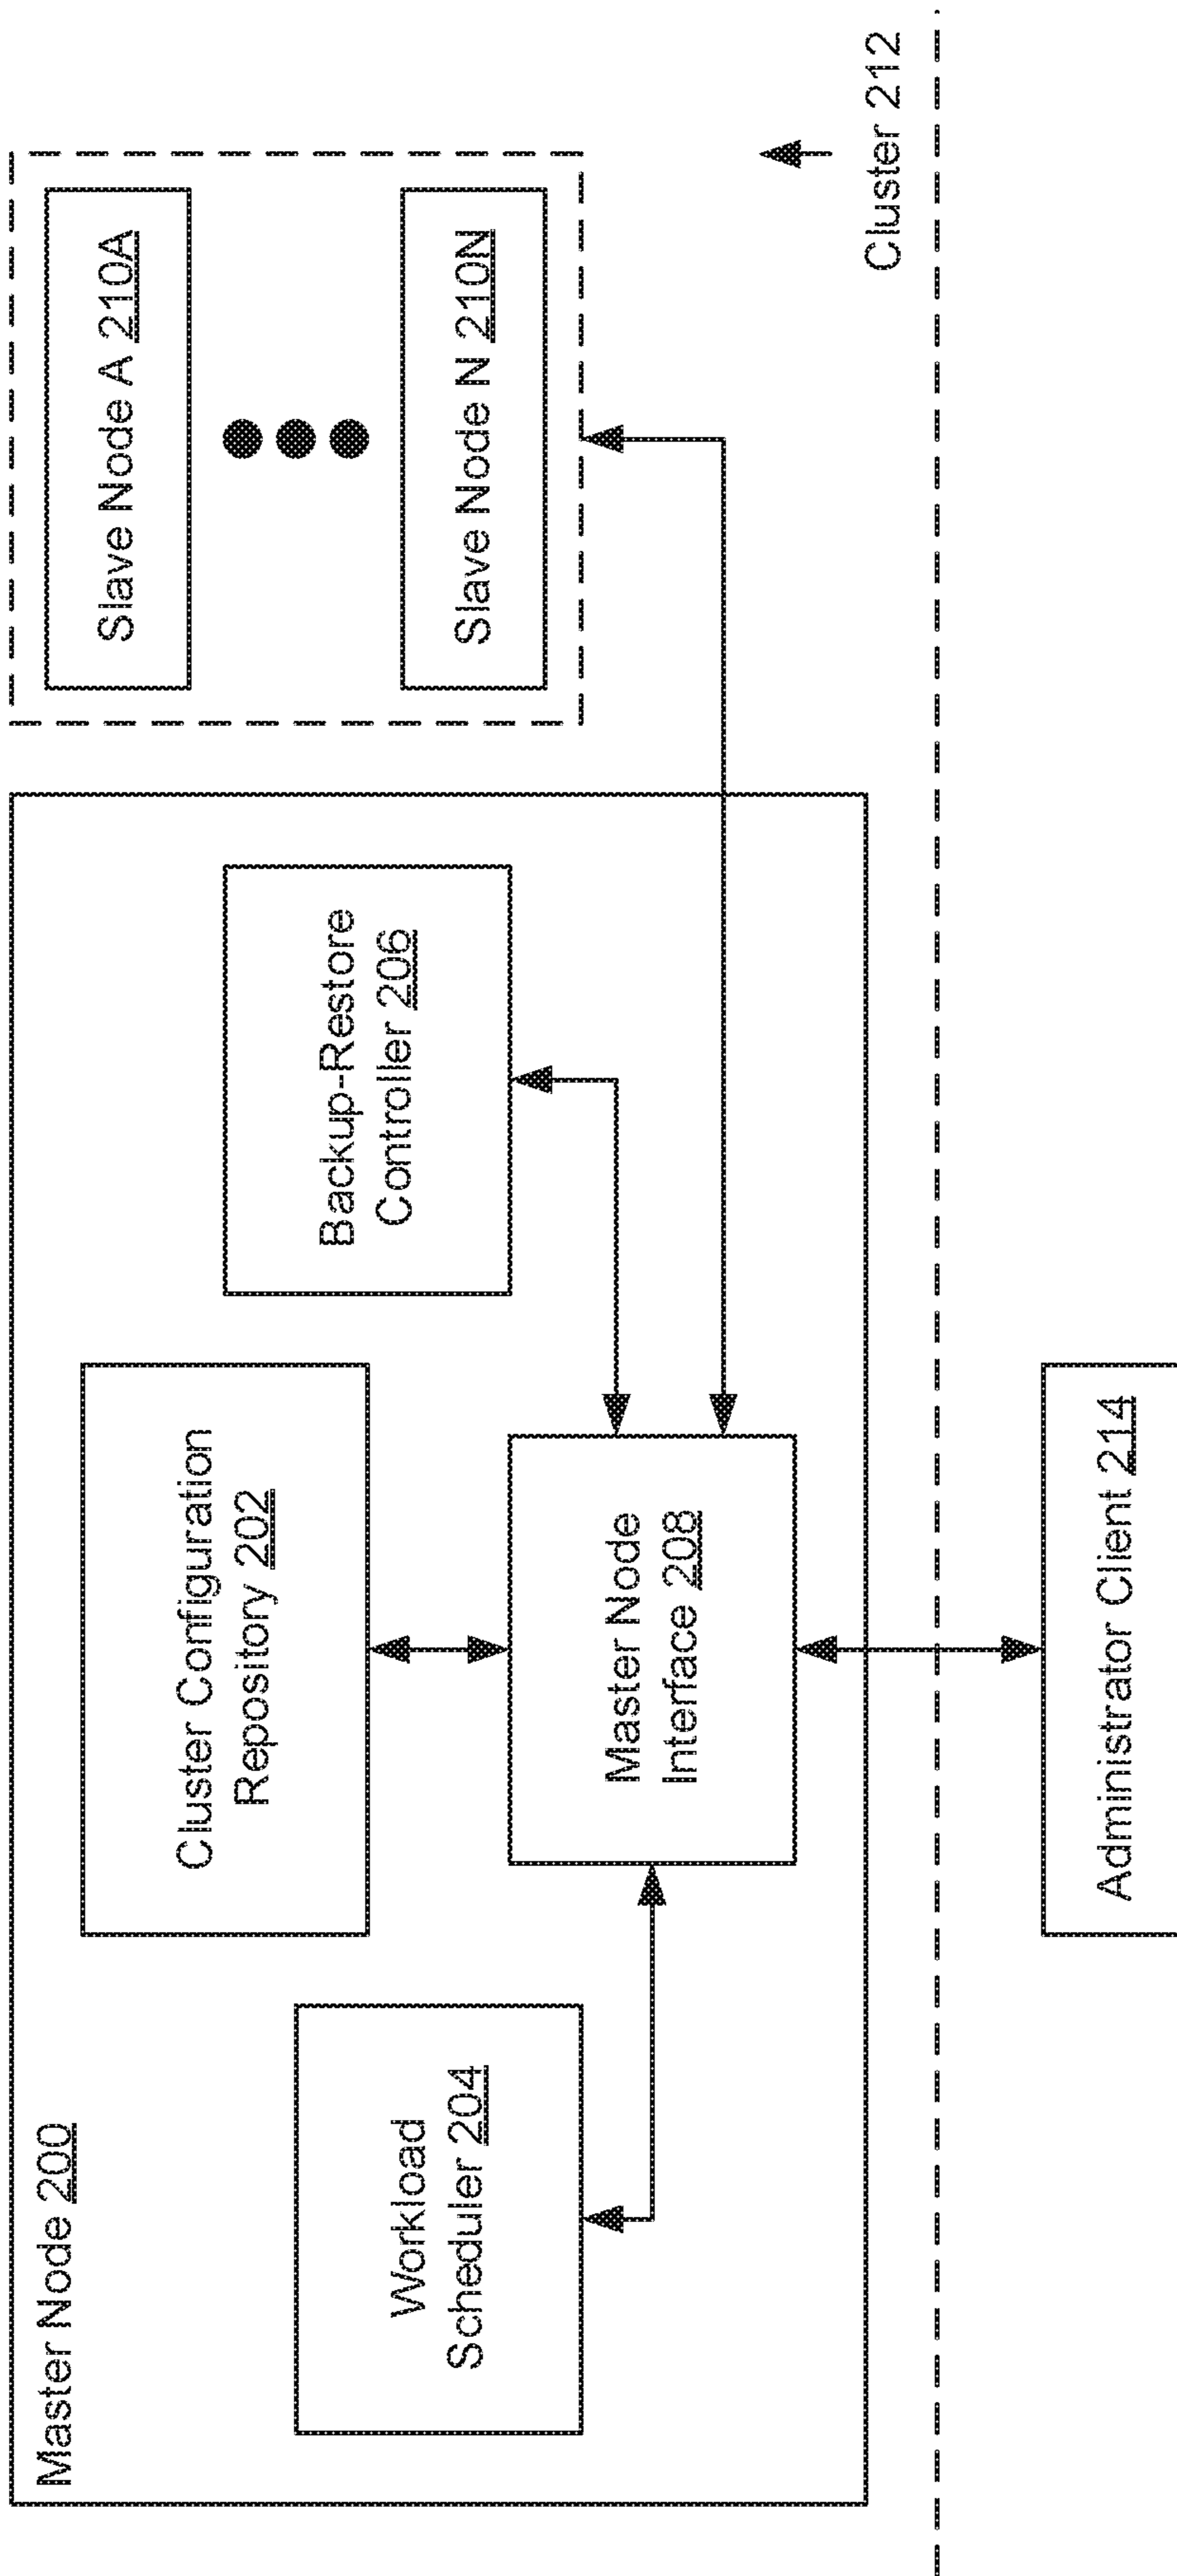 Master Node 200
Cluster Configuration
Repository 202
Workload
Scheduler 204
Backup-Restore
Controller 206
Master Node
Interface 208
Slave Node A 210A
Slave Node N 210N
Cluster 212
Administrator Client 214